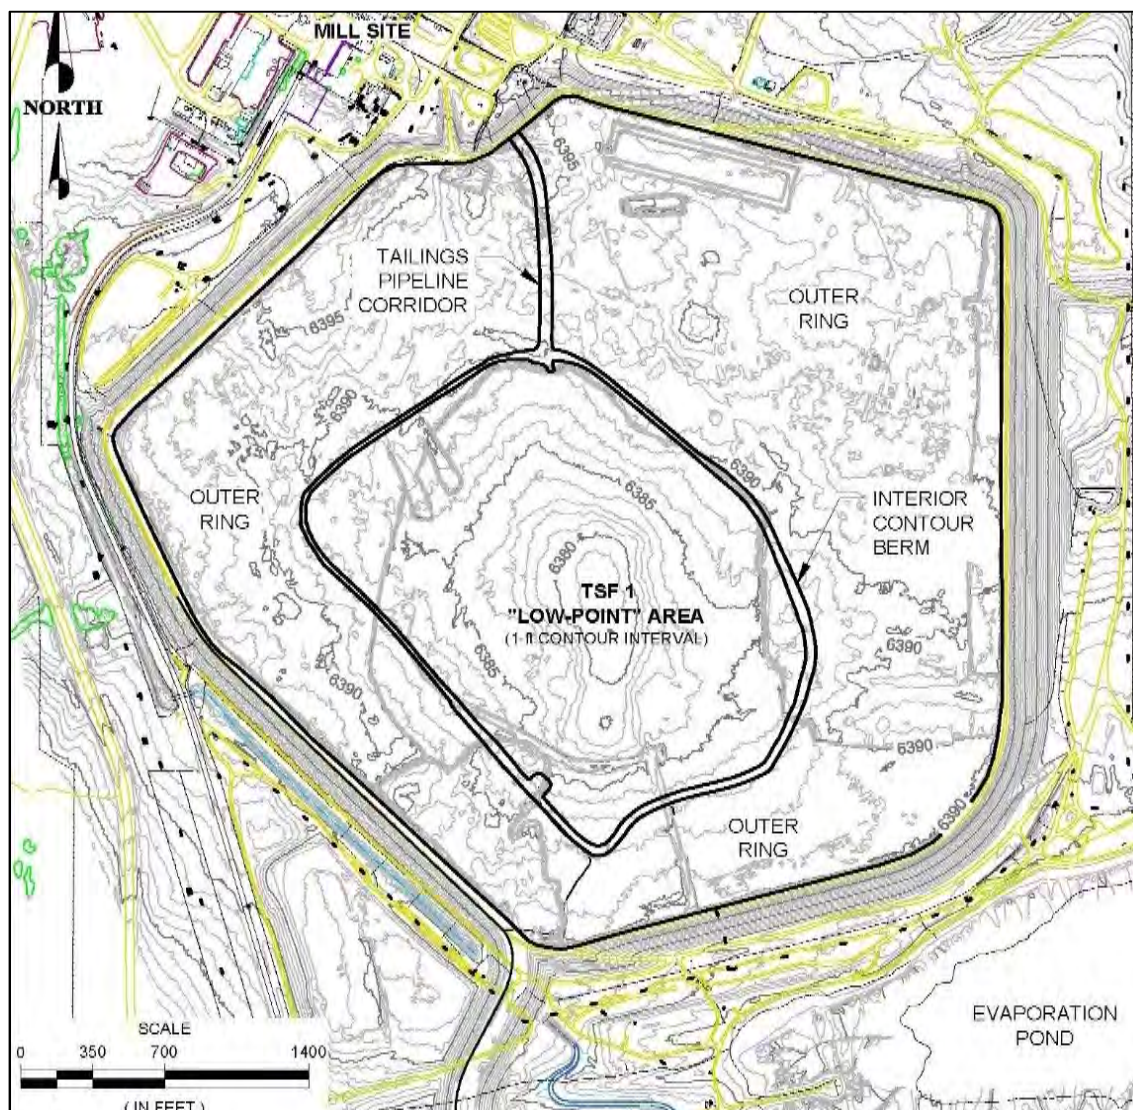 MILL SITE
NORTH
6395
TAILINGS
PIPELINE
CORRIDOR
OUTER
RING
6395
6390
6390
6385
OUTER
RING
INTERIOR
CONTOUR
BERM
6380
TSF 1
"LOW-POINT" AREA
(1-ft CONTOUR INTERVAL)
6385
6390
6390
6390
6390
OUTER
RING
EVAPORATION
POND
SCALE
0 350 700 1400
( IN FEET )